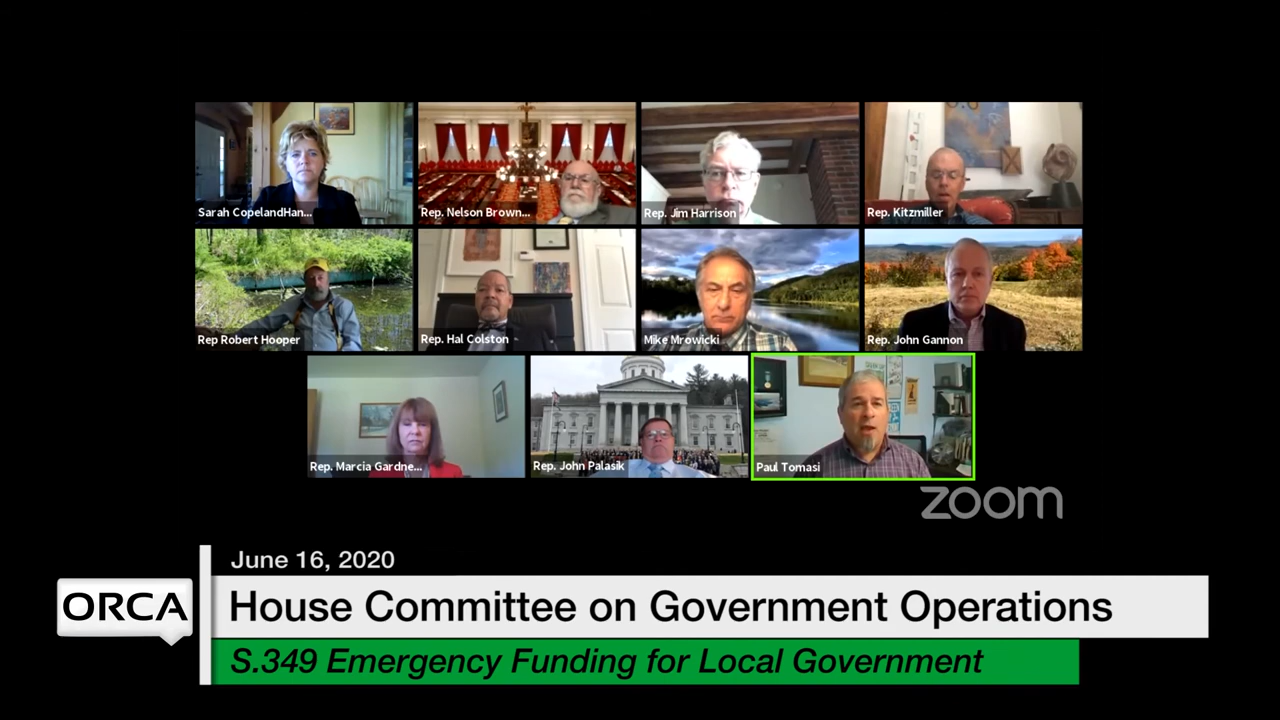 Sarah CopelandHan...
Rep. Nelson Brown...
Rep. Jim Harrison
Rep. Kitzmiller
Rep Robert Hooper
Rep. Hal Colston
Mike Mrowicki
Rep. John Gannon
Rep. Marcia Gardne...
Rep. John Palasik
Paul Tomasi
zoom
June 16, 2020
ORCA
House Committee on Government Operations
S.349 Emergency Funding for Local Government